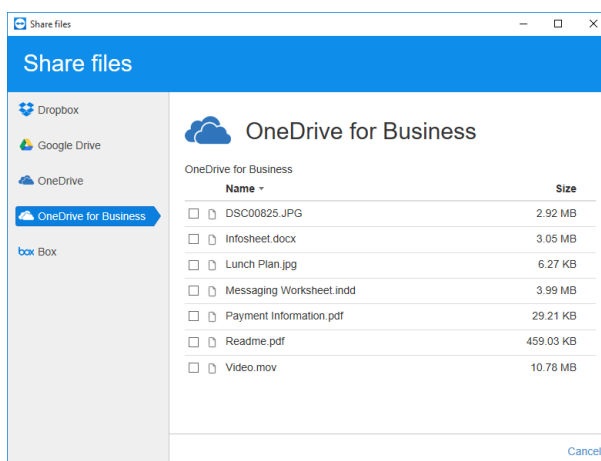 Share files
Share files
Dropbox
Google Drive
OneDrive
OneDrive for Business
box Box
OneDrive for Business
OneDrive for Business
Name Size
DSC00825.JPG 2.92 MB
Infosheet.docx 3.05 MB
Lunch Plan.jpg 6.27 KB
Messaging Worksheet.indd 3.99 MB
Payment Information.pdf 29.21 KB
Readme.pdf 459.03 KB
Video.mov 10.78 MB
Cancel